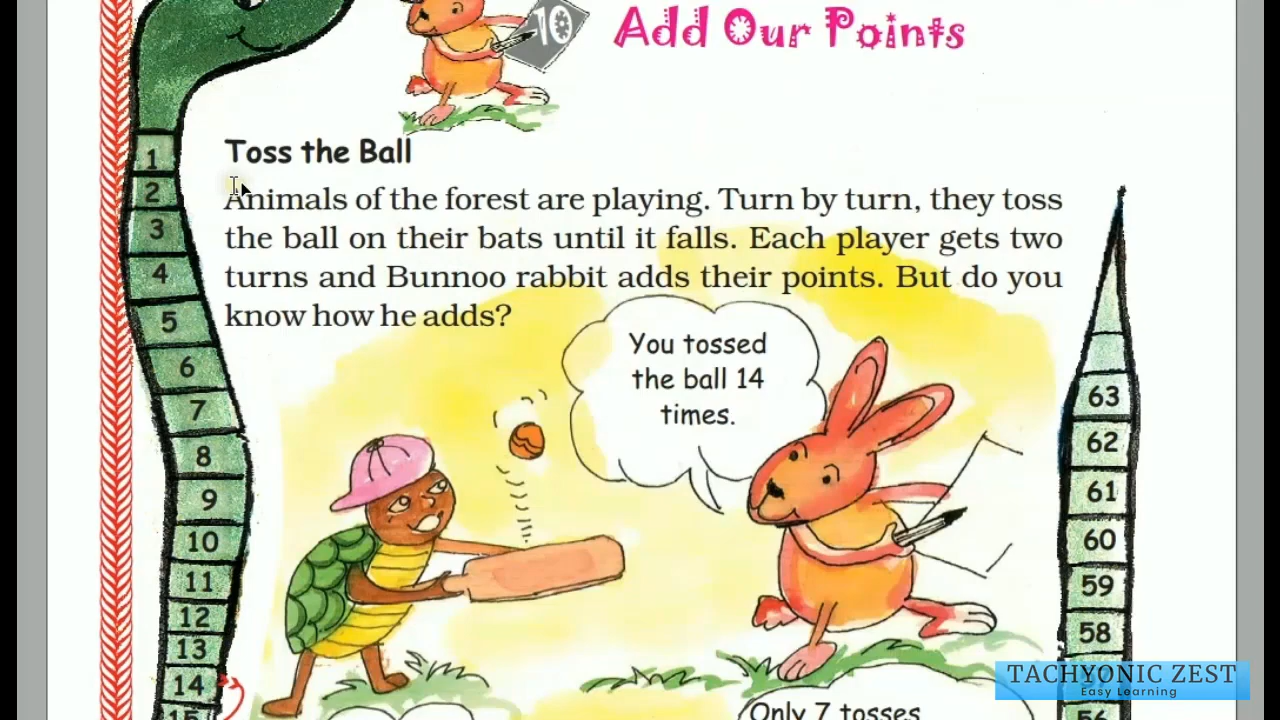 10
Add Our Points
Toss the Ball
Animals of the forest are playing. Turn by turn, they toss
the ball on their bats until it falls. Each player gets two
turns and Bunnoo rabbit adds their points. But do you
know how he adds?
You tossed
the ball 14
times.
1
2
3
4
5
6
7
8
9
10
11
12
13
14
15
63
62
61
60
59
58
56
Only 7 tosses
TACHYONIC ZEST
Easy Learning